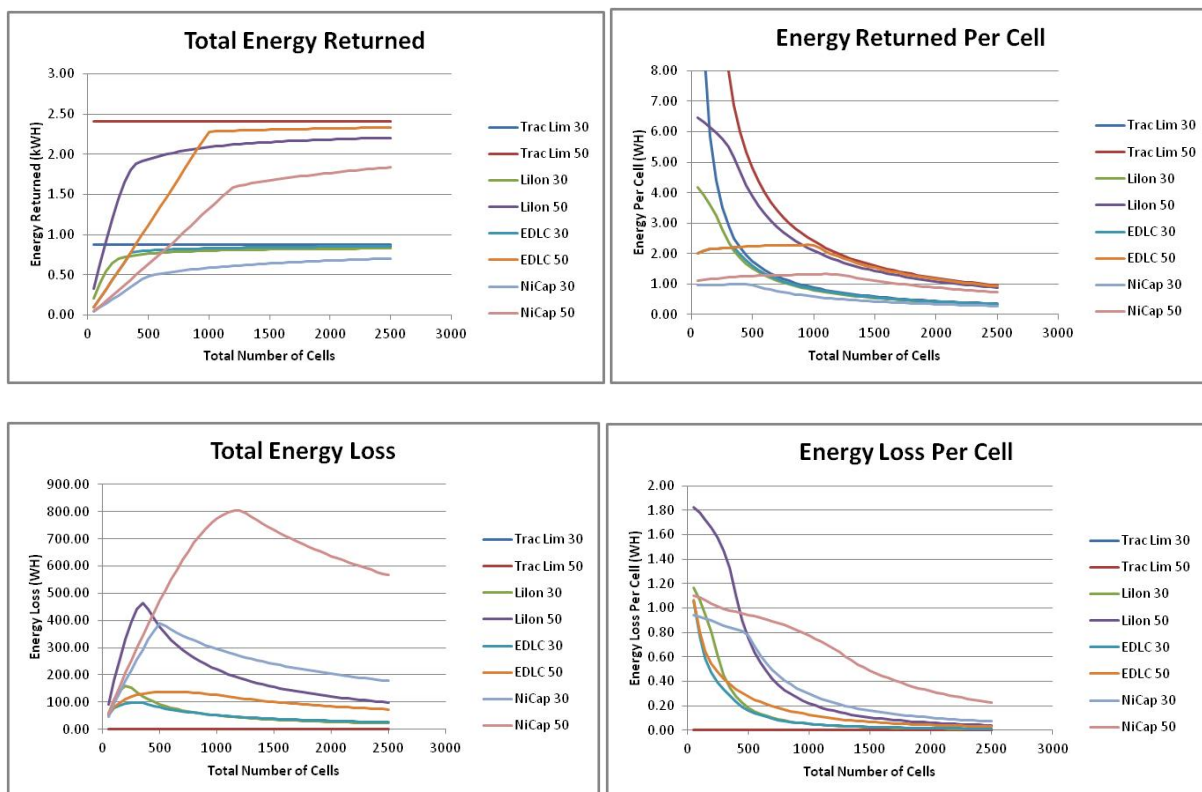 Total Energy Returned
Energy Returned (kWH)
3.00
2.50
2.00
1.50
1.00
0.50
0.00
0 500 1000 1500 2000 2500 3000
Total Number of Cells
Trac Lim 30
Trac Lim 50
LiIon 30
LiIon 50
EDLC 30
EDLC 50
NiCap 30
NiCap 50
Energy Returned Per Cell
Energy Per Cell (WH)
8.00
7.00
6.00
5.00
4.00
3.00
2.00
1.00
0.00
0 500 1000 1500 2000 2500 3000
Total Number of Cells
Trac Lim 30
Trac Lim 50
LiIon 30
LiIon 50
EDLC 30
EDLC 50
NiCap 30
NiCap 50
Total Energy Loss
Energy Loss (WH)
900.00
800.00
700.00
600.00
500.00
400.00
300.00
200.00
100.00
0.00
0 500 1000 1500 2000 2500 3000
Total Number of Cells
Trac Lim 30
Trac Lim 50
LiIon 30
LiIon 50
EDLC 30
EDLC 50
NiCap 30
NiCap 50
Energy Loss Per Cell
Energy Loss Per Cell (WH)
2.00
1.80
1.60
1.40
1.20
1.00
0.80
0.60
0.40
0.20
0.00
0 500 1000 1500 2000 2500 3000
Total Number of Cells
Trac Lim 30
Trac Lim 50
LiIon 30
LiIon 50
EDLC 30
EDLC 50
NiCap 30
NiCap 50